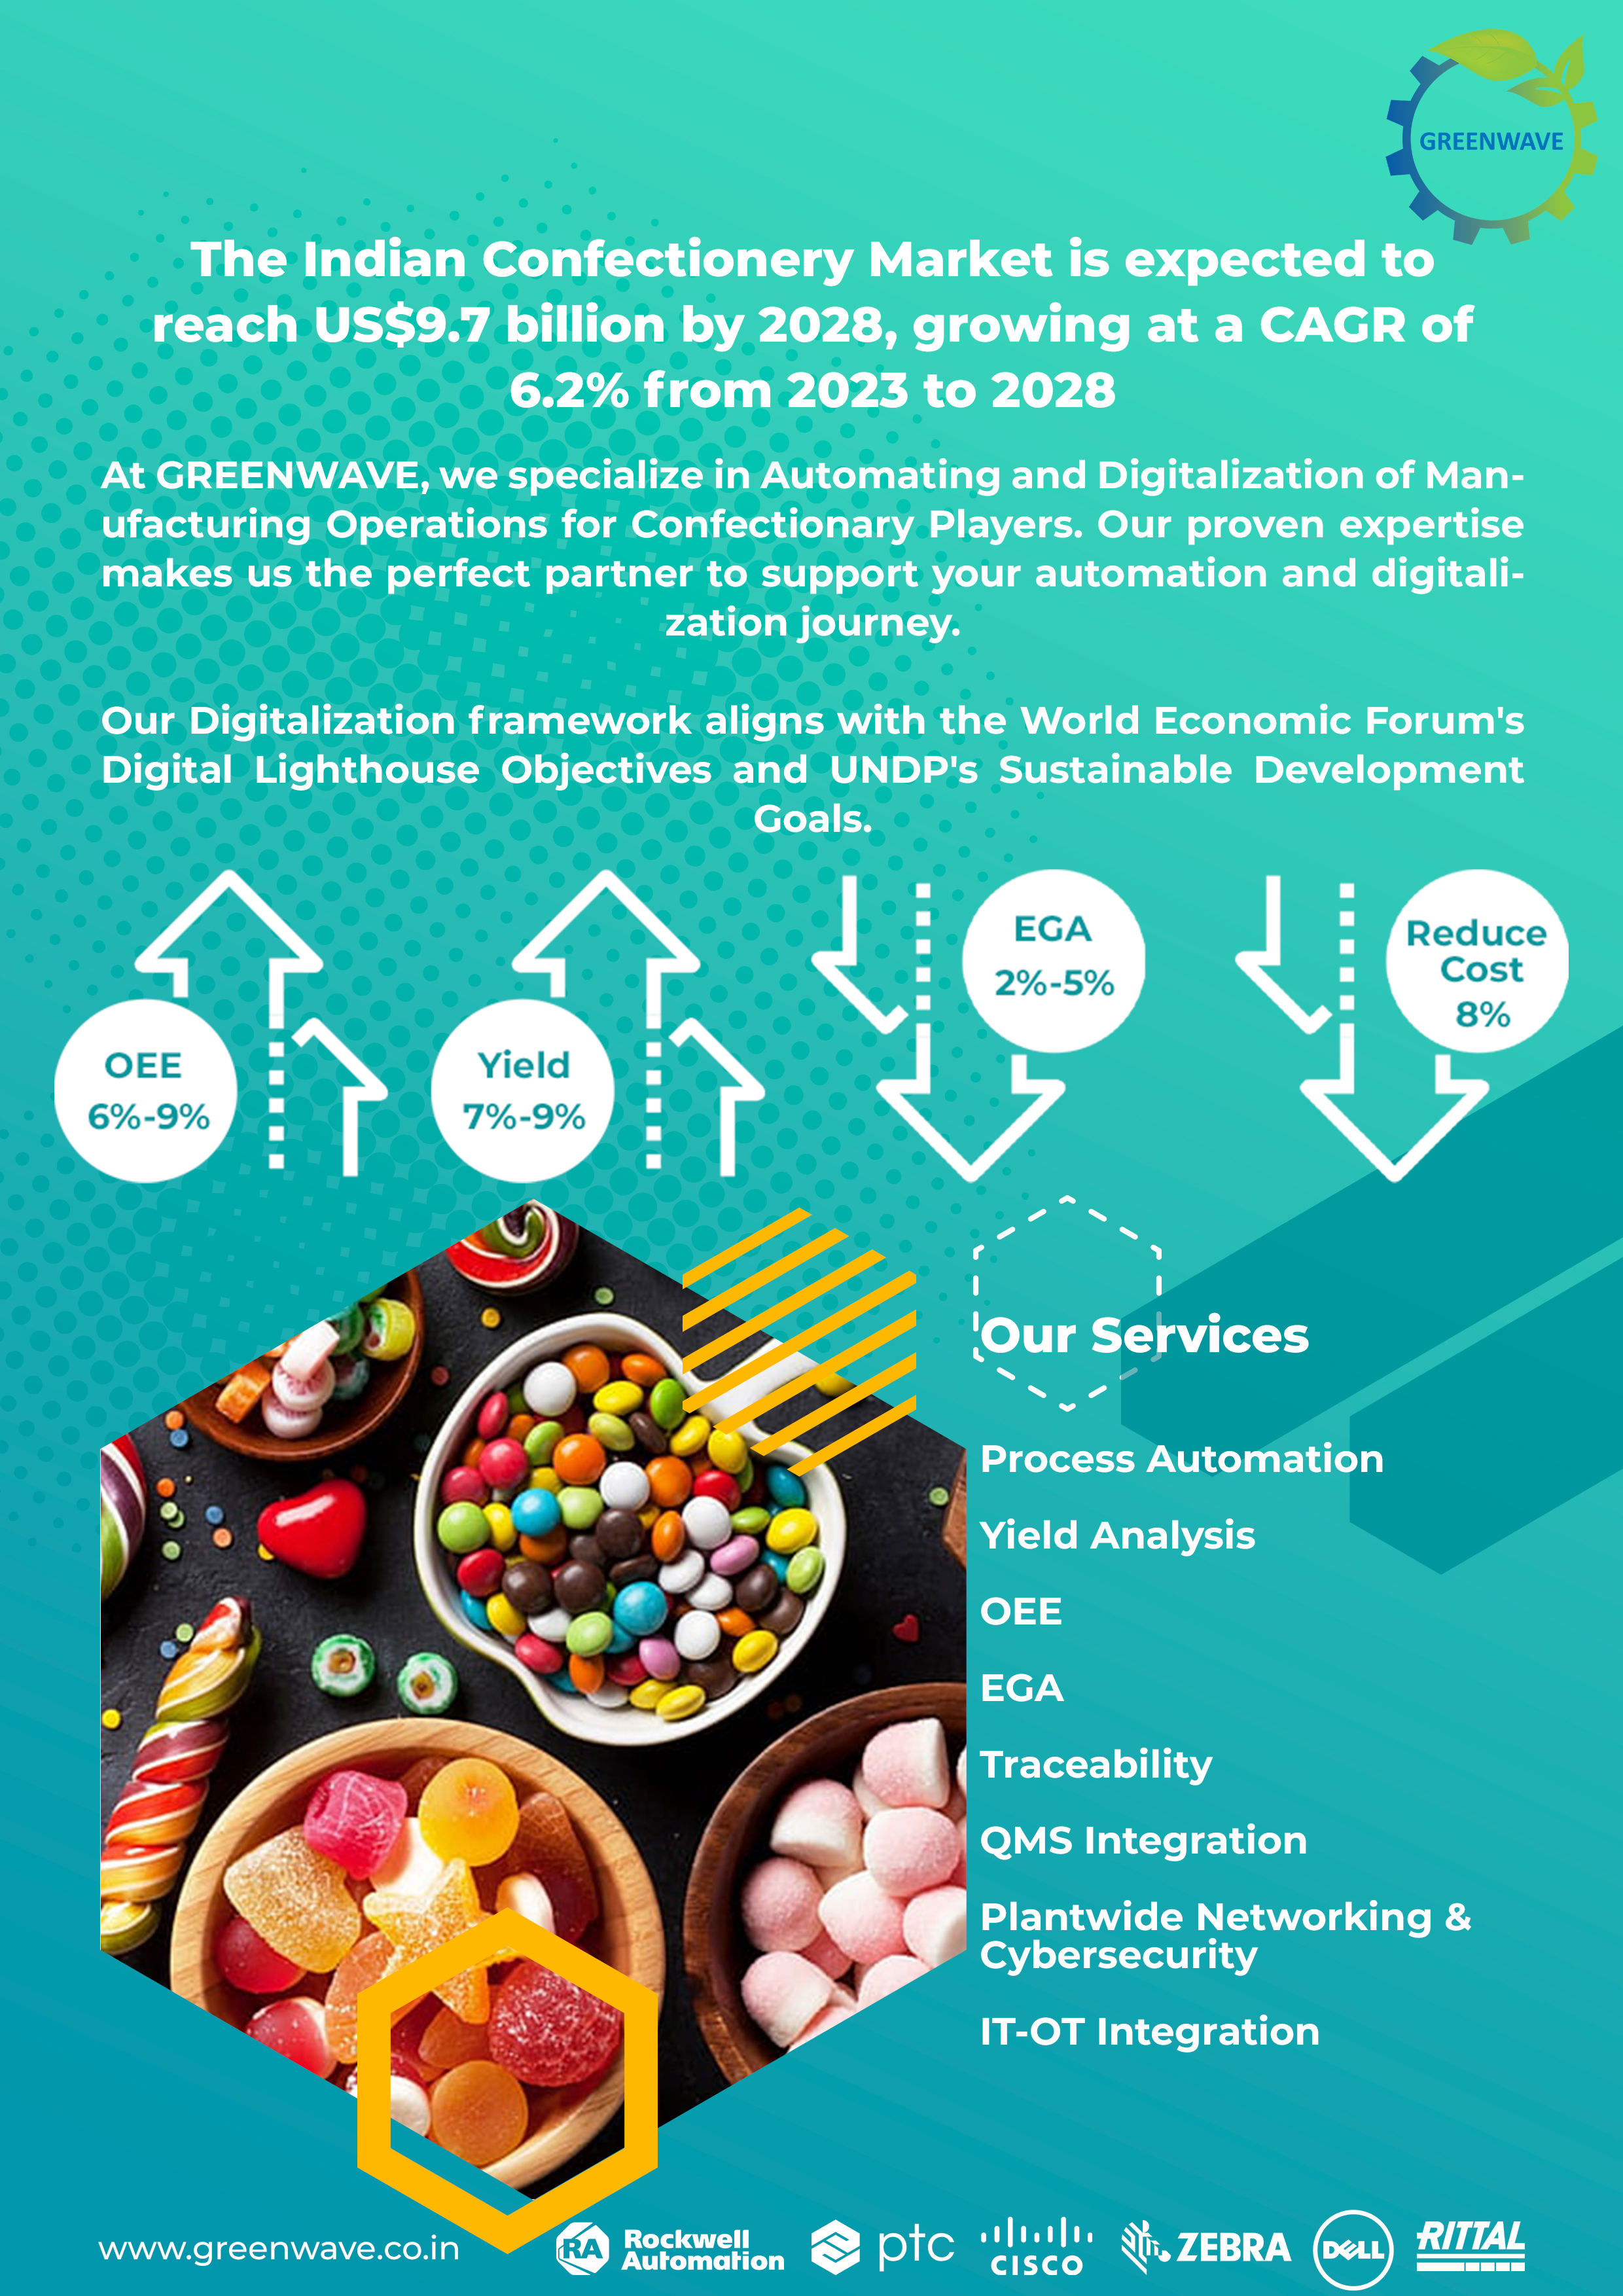 GREENWAVE
The Indian Confectionery Market is expected to
reach US$9.7 billion by 2028, growing at a CAGR of
6.2% from 2023 to 2028
At GREENWAVE, we specialize in Automating and Digitalization of Man-
ufacturing Operations for Confectionary Players. Our proven expertise
makes us the perfect partner to support your automation and digitali-
zation journey.
Our Digitalization framework aligns with the World Economic Forum's
Digital Lighthouse Objectives and UNDP's Sustainable Development
Goals.
OEE
6%-9%
Yield
7%-9%
EGA
2%-5%
Reduce
Cost
8%
Our Services
Process Automation
Yield Analysis
OEE
EGA
Traceability
QMS Integration
Plantwide Networking &
Cybersecurity
IT-OT Integration
www.greenwave.co.in
RA
Rockwell
Automation
ptc
CISCO
ZEBRA
DELL
RITTAL